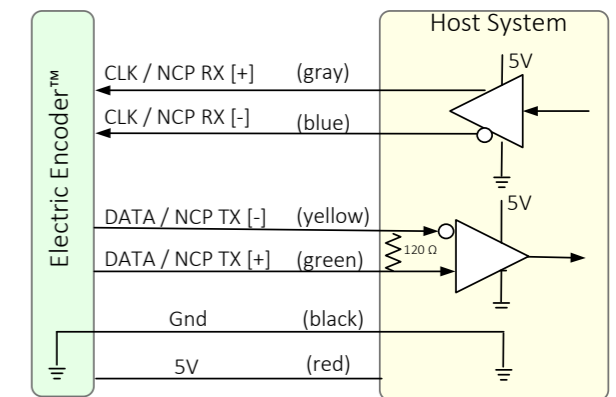 Host System
5V
CLK / NCP RX [+] (gray)
CLK / NCP RX [-] (blue)
Electric Encoder™
5V
DATA / NCP TX [-] (yellow)
120 Ω
DATA / NCP TX [+] (green)
Gnd (black)
5V (red)